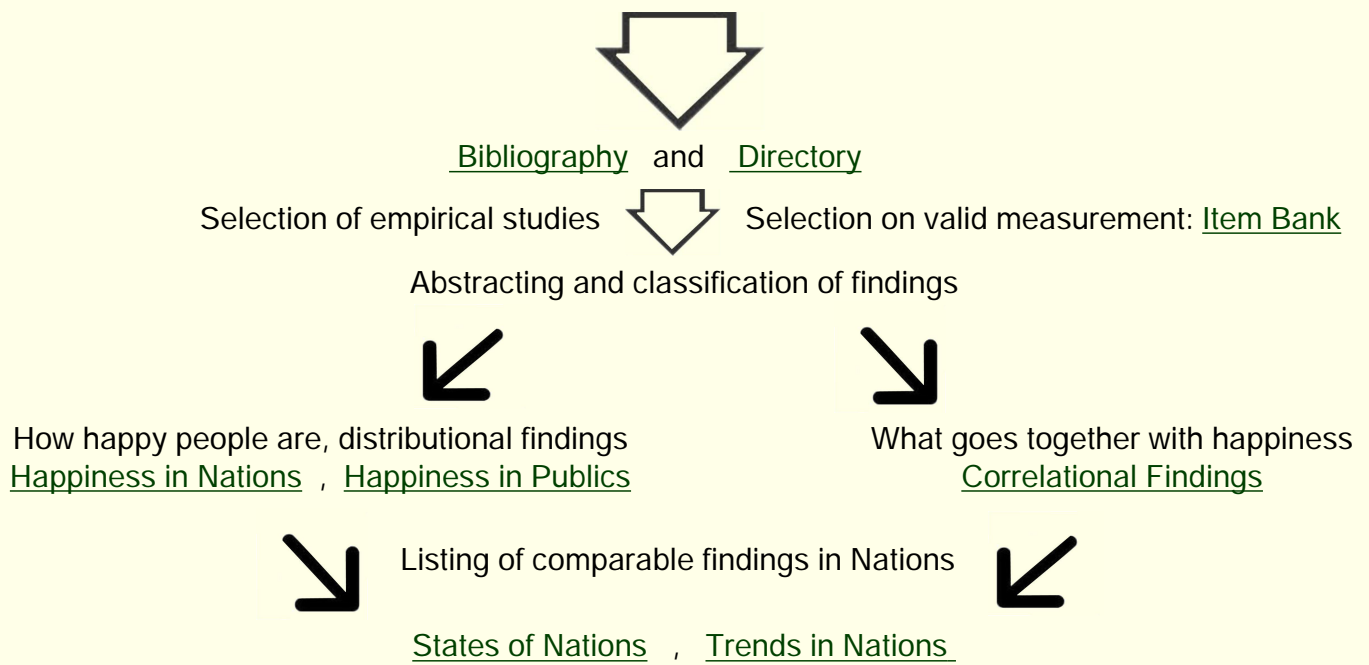 Bibliography and Directory
Selection of empirical studies Selection on valid measurement: Item Bank
Abstracting and classification of findings
How happy people are, distributional findings What goes together with happiness
Happiness in Nations , Happiness in Publics Correlational Findings
Listing of comparable findings in Nations
States of Nations , Trends in Nations